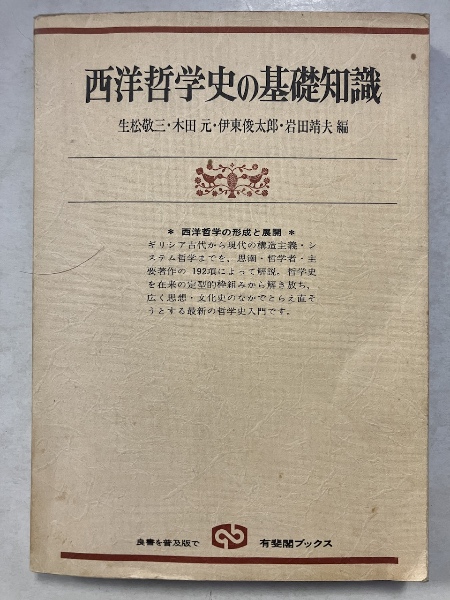 西洋哲学史の基礎知識
生松敬三・木田 元・伊東俊太郎・岩田靖夫 編
* 西洋哲学の形成と展開 *
ギリシア古代から現代の構造主義・シ
ステム哲学までを，思潮・哲学者・主
要著作の 192項によって解説．哲学史
を在来の定型的枠組みから解き放ち，
広く思想・文化史のなかでとらえ直そ
うとする最新の哲学史入門です．
良書を普及版で 有斐閣ブックス